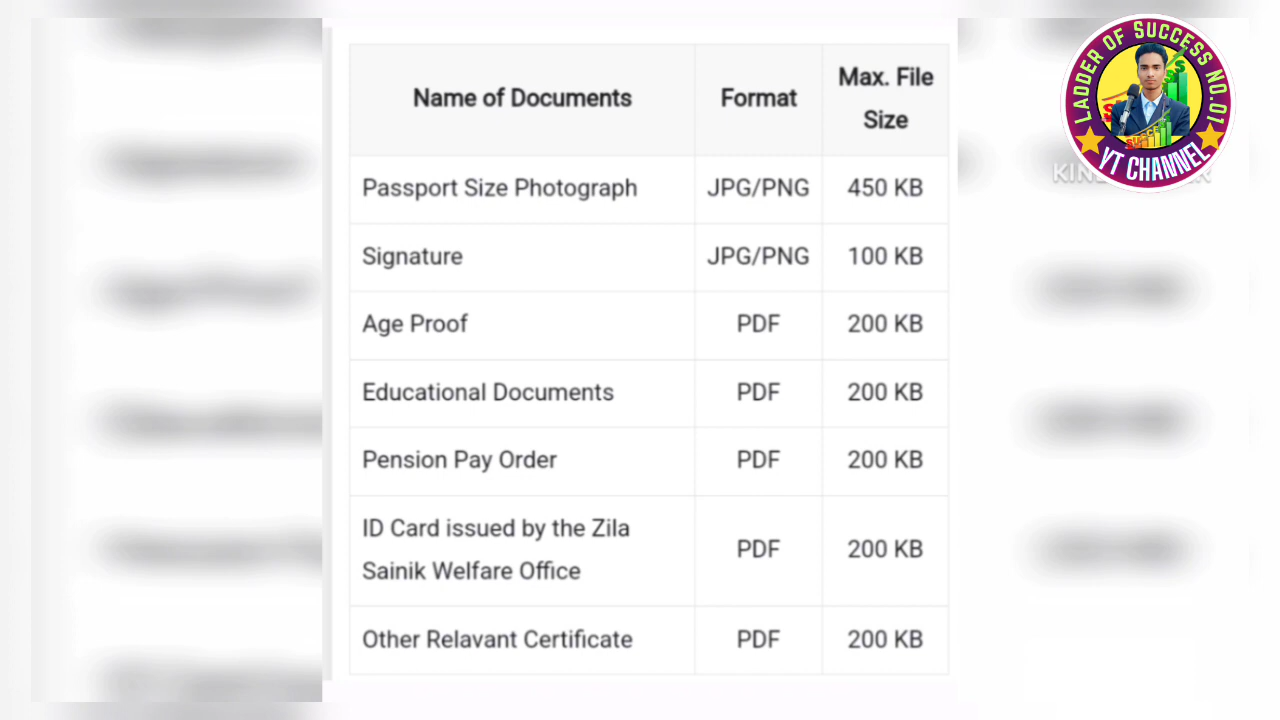 Name of Documents
Format
Max. File
Size
Passport Size Photograph
JPG/PNG
450 KB
Signature
JPG/PNG
100 KB
Age Proof
PDF
200 KB
Educational Documents
PDF
200 KB
Pension Pay Order
PDF
200 KB
ID Card issued by the Zila
Sainik Welfare Office
PDF
200 KB
Other Relavant Certificate
PDF
200 KB
LADDER OF SUCCESS NO.01
YT CHANNEL